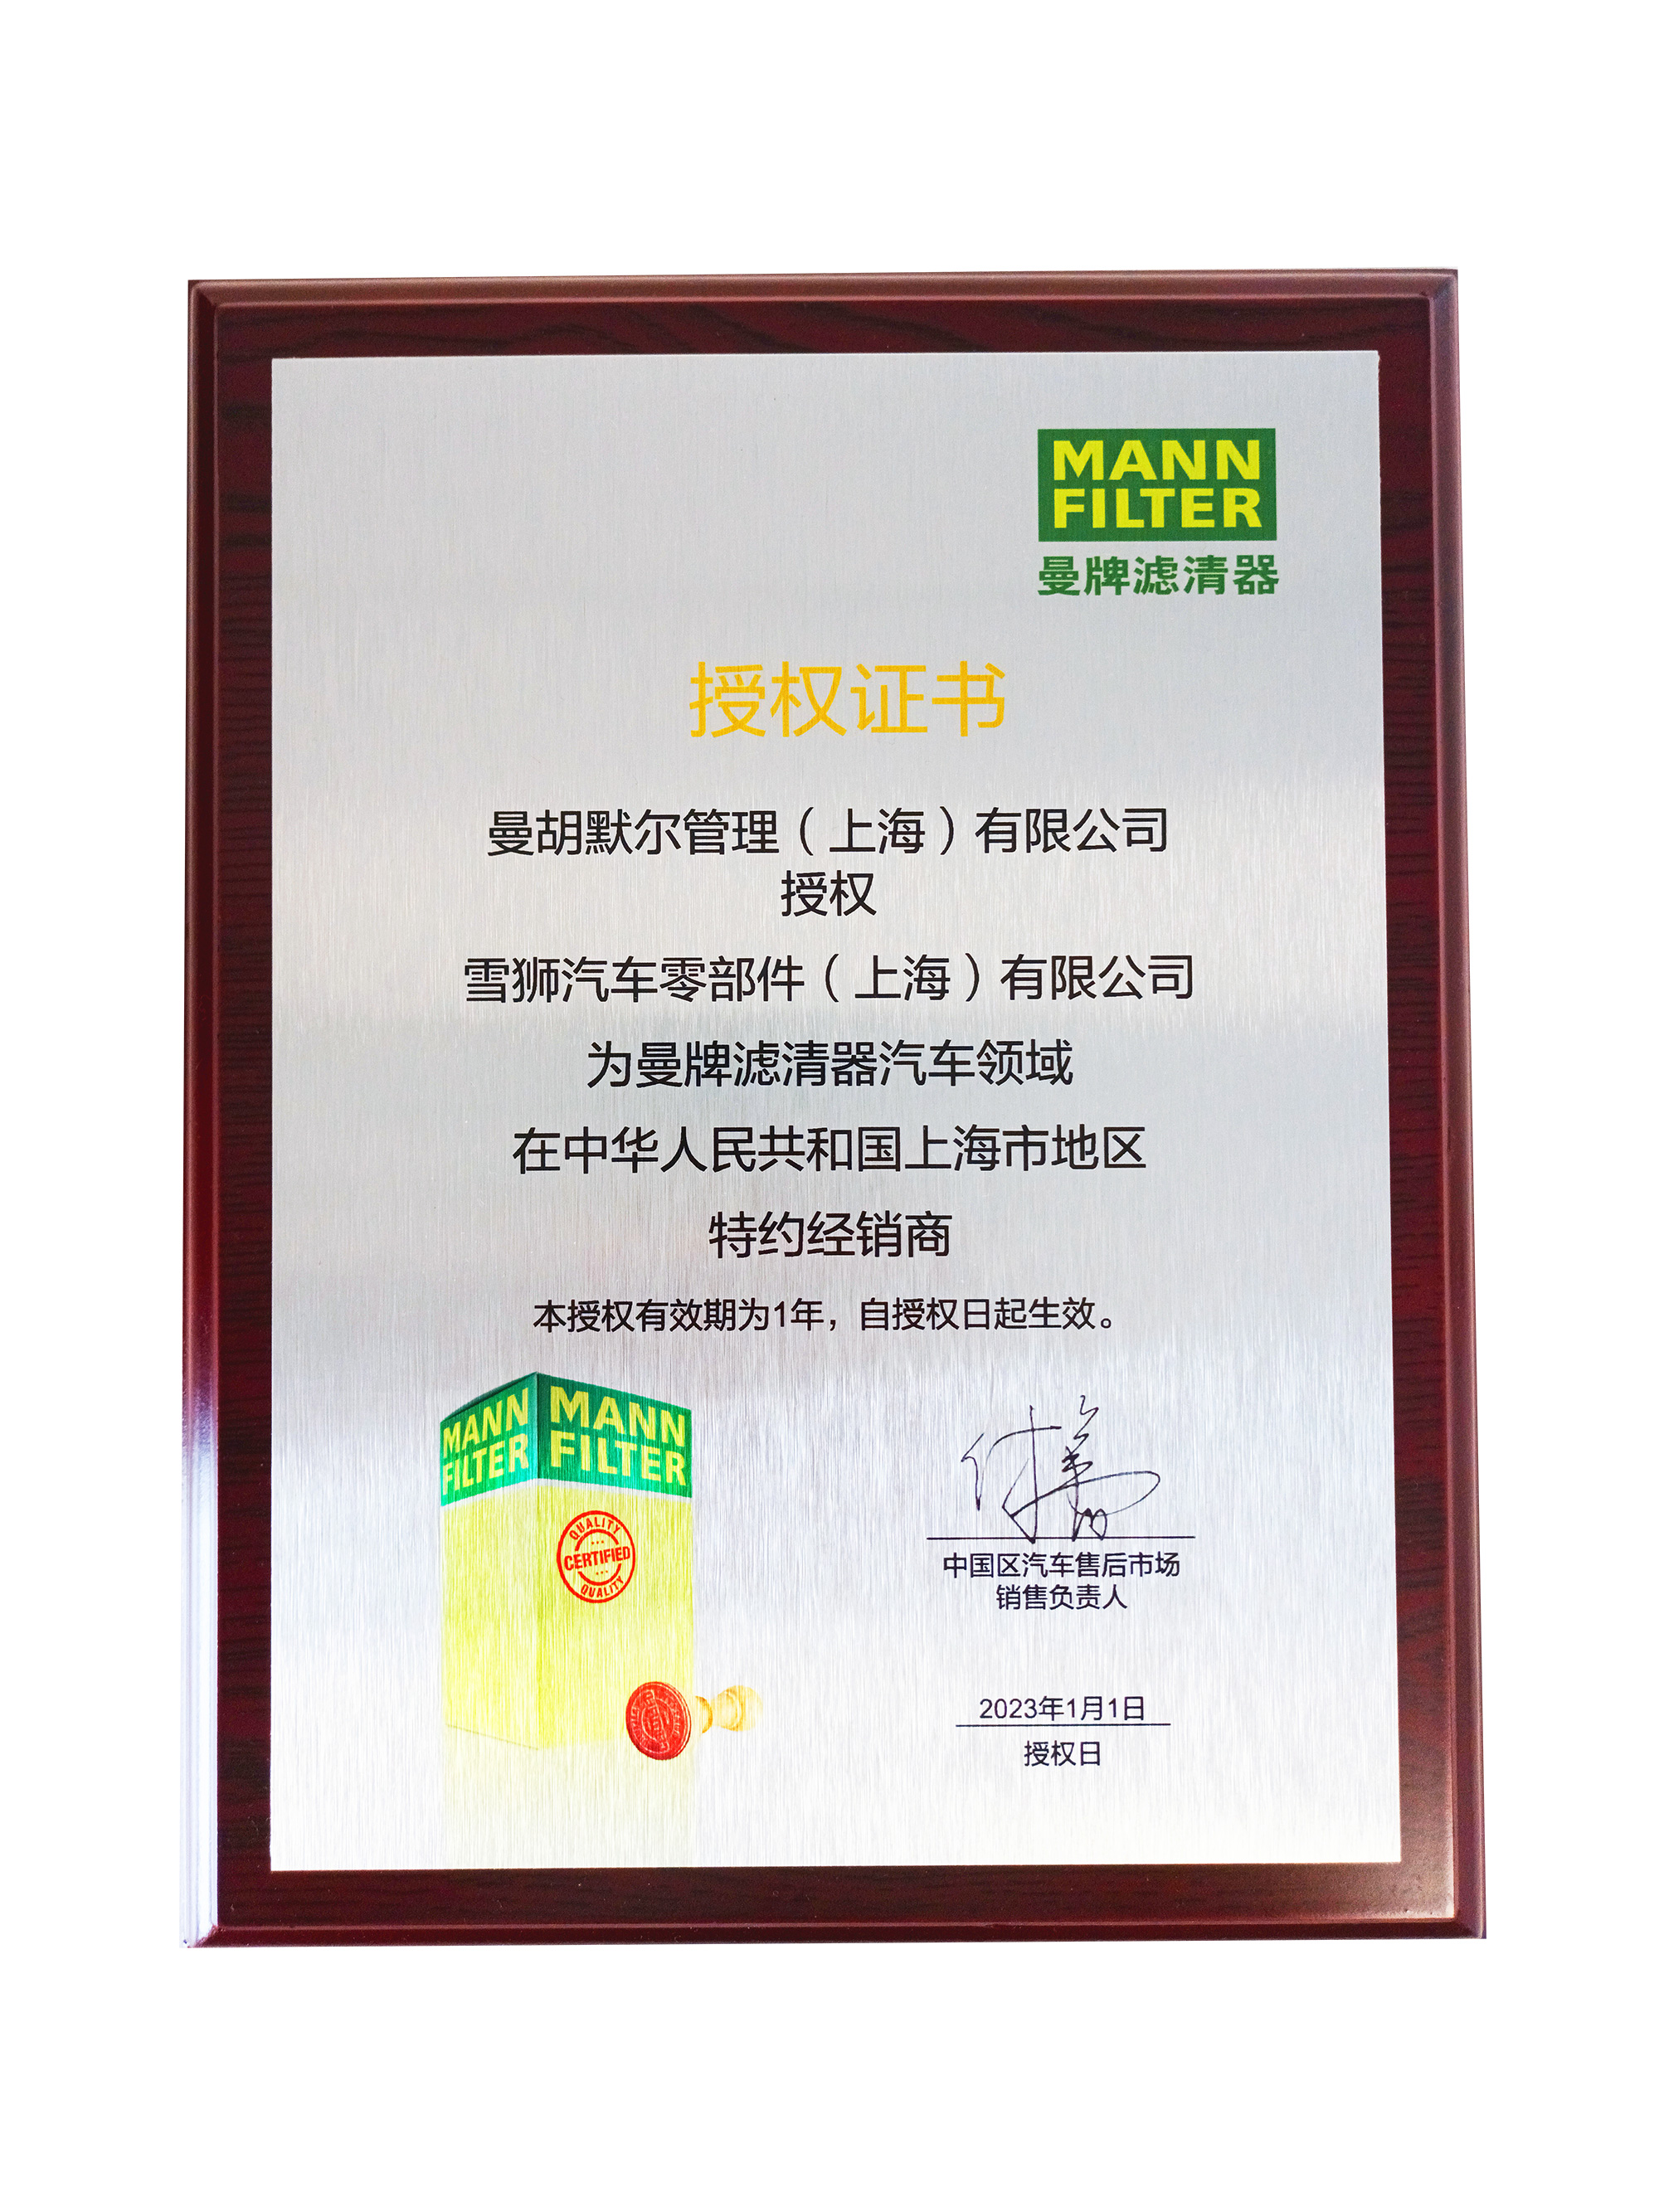 MANN
FILTER
曼牌滤清器
授权证书
曼胡默尔管理（上海）有限公司
授权
雪狮汽车零部件（上海）有限公司
为曼牌滤清器汽车领域
在中华人民共和国上海市地区
特约经销商
本授权有效期为1年，自授权日起生效。
MANN
FILTER
MANN
FILTER
QUALITY
CERTIFIED
QUALITY
中国区汽车售后市场
销售负责人
2023年1月1日
授权日